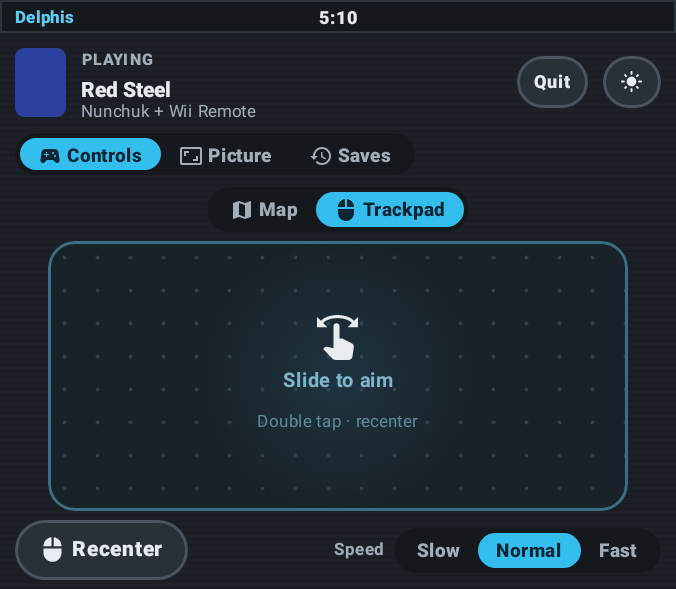 Delphis
5:10
PLAYING
Red Steel
Nunchuk + Wii Remote
Quit
Controls
Picture
Saves
Map
Trackpad
Slide to aim
Double tap · recenter
Recenter
Speed
Slow
Normal
Fast